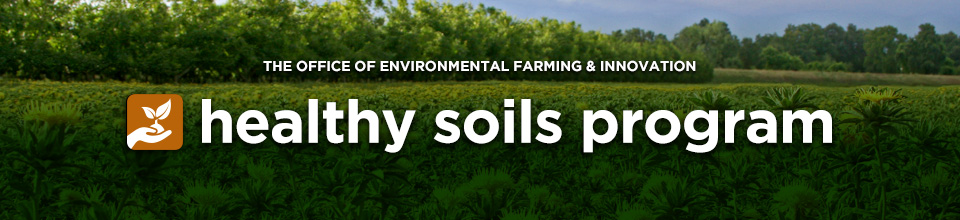 THE OFFICE OF ENVIRONMENTAL FARMING & INNOVATION
healthy soils program